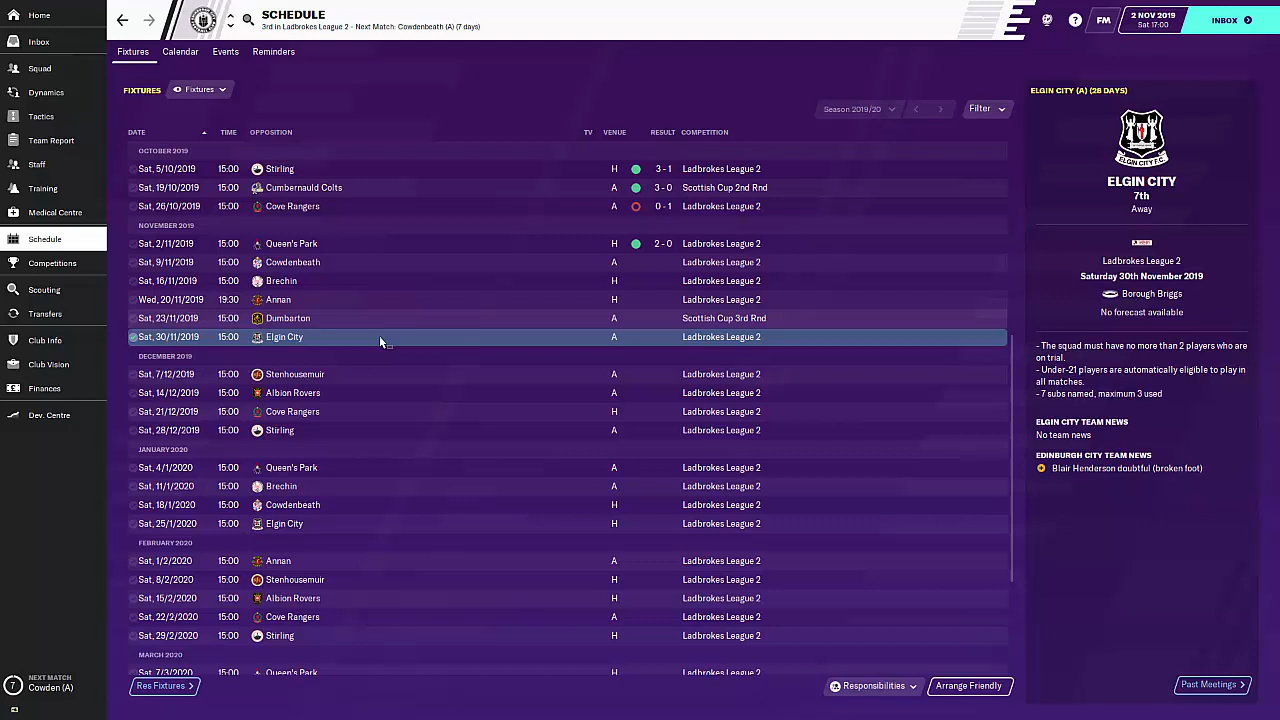 Home
Inbox
Squad
Dynamics
Tactics
Team Report
Staff
Training
Medical Centre
Schedule
Competitions
Scouting
Transfers
Club Info
Club Vision
Finances
Dev. Centre
7 NEXT MATCH
Cowden (A)
SCHEDULE
3rd in Ladbrokes League 2 - Next Match: Cowdenbeath (A) (7 days)
? FM
2 NOV 2019
Sat 17:00
INBOX
Fixtures Calendar Events Reminders
FIXTURES Fixtures
Season 2019/20 Filter
DATE TIME OPPOSITION TV VENUE RESULT COMPETITION
OCTOBER 2019
Sat, 5/10/2019 15:00 Stirling H 3 - 1 Ladbrokes League 2
Sat, 19/10/2019 15:00 Cumbernauld Colts A 3 - 0 Scottish Cup 2nd Rnd
Sat, 26/10/2019 15:00 Cove Rangers A 0 - 1 Ladbrokes League 2
NOVEMBER 2019
Sat, 2/11/2019 15:00 Queen's Park H 2 - 0 Ladbrokes League 2
Sat, 9/11/2019 15:00 Cowdenbeath A Ladbrokes League 2
Sat, 16/11/2019 15:00 Brechin H Ladbrokes League 2
Wed, 20/11/2019 19:30 Annan H Ladbrokes League 2
Sat, 23/11/2019 15:00 Dumbarton A Scottish Cup 3rd Rnd
Sat, 30/11/2019 15:00 Elgin City A Ladbrokes League 2
DECEMBER 2019
Sat, 7/12/2019 15:00 Stenhousemuir A Ladbrokes League 2
Sat, 14/12/2019 15:00 Albion Rovers A Ladbrokes League 2
Sat, 21/12/2019 15:00 Cove Rangers H Ladbrokes League 2
Sat, 28/12/2019 15:00 Stirling A Ladbrokes League 2
JANUARY 2020
Sat, 4/1/2020 15:00 Queen's Park A Ladbrokes League 2
Sat, 11/1/2020 15:00 Brechin A Ladbrokes League 2
Sat, 18/1/2020 15:00 Cowdenbeath H Ladbrokes League 2
Sat, 25/1/2020 15:00 Elgin City H Ladbrokes League 2
FEBRUARY 2020
Sat, 1/2/2020 15:00 Annan A Ladbrokes League 2
Sat, 8/2/2020 15:00 Stenhousemuir H Ladbrokes League 2
Sat, 15/2/2020 15:00 Albion Rovers H Ladbrokes League 2
Sat, 22/2/2020 15:00 Cove Rangers A Ladbrokes League 2
Sat, 29/2/2020 15:00 Stirling H Ladbrokes League 2
MARCH 2020
Sat, 7/3/2020 15:00 Queen's Park H Ladbrokes League 2
Res Fixtures Responsibilities Arrange Friendly
ELGIN CITY (A) (28 DAYS)
ELGIN CITY F.C.
ELGIN CITY
7th
Away
Ladbrokes League 2
Saturday 30th November 2019
Borough Briggs
No forecast available
- The squad must have no more than 2 players who are
on trial.
- Under-21 players are automatically eligible to play in
all matches.
- 7 subs named, maximum 3 used
ELGIN CITY TEAM NEWS
No team news
EDINBURGH CITY TEAM NEWS
Blair Henderson doubtful (broken foot)
Past Meetings